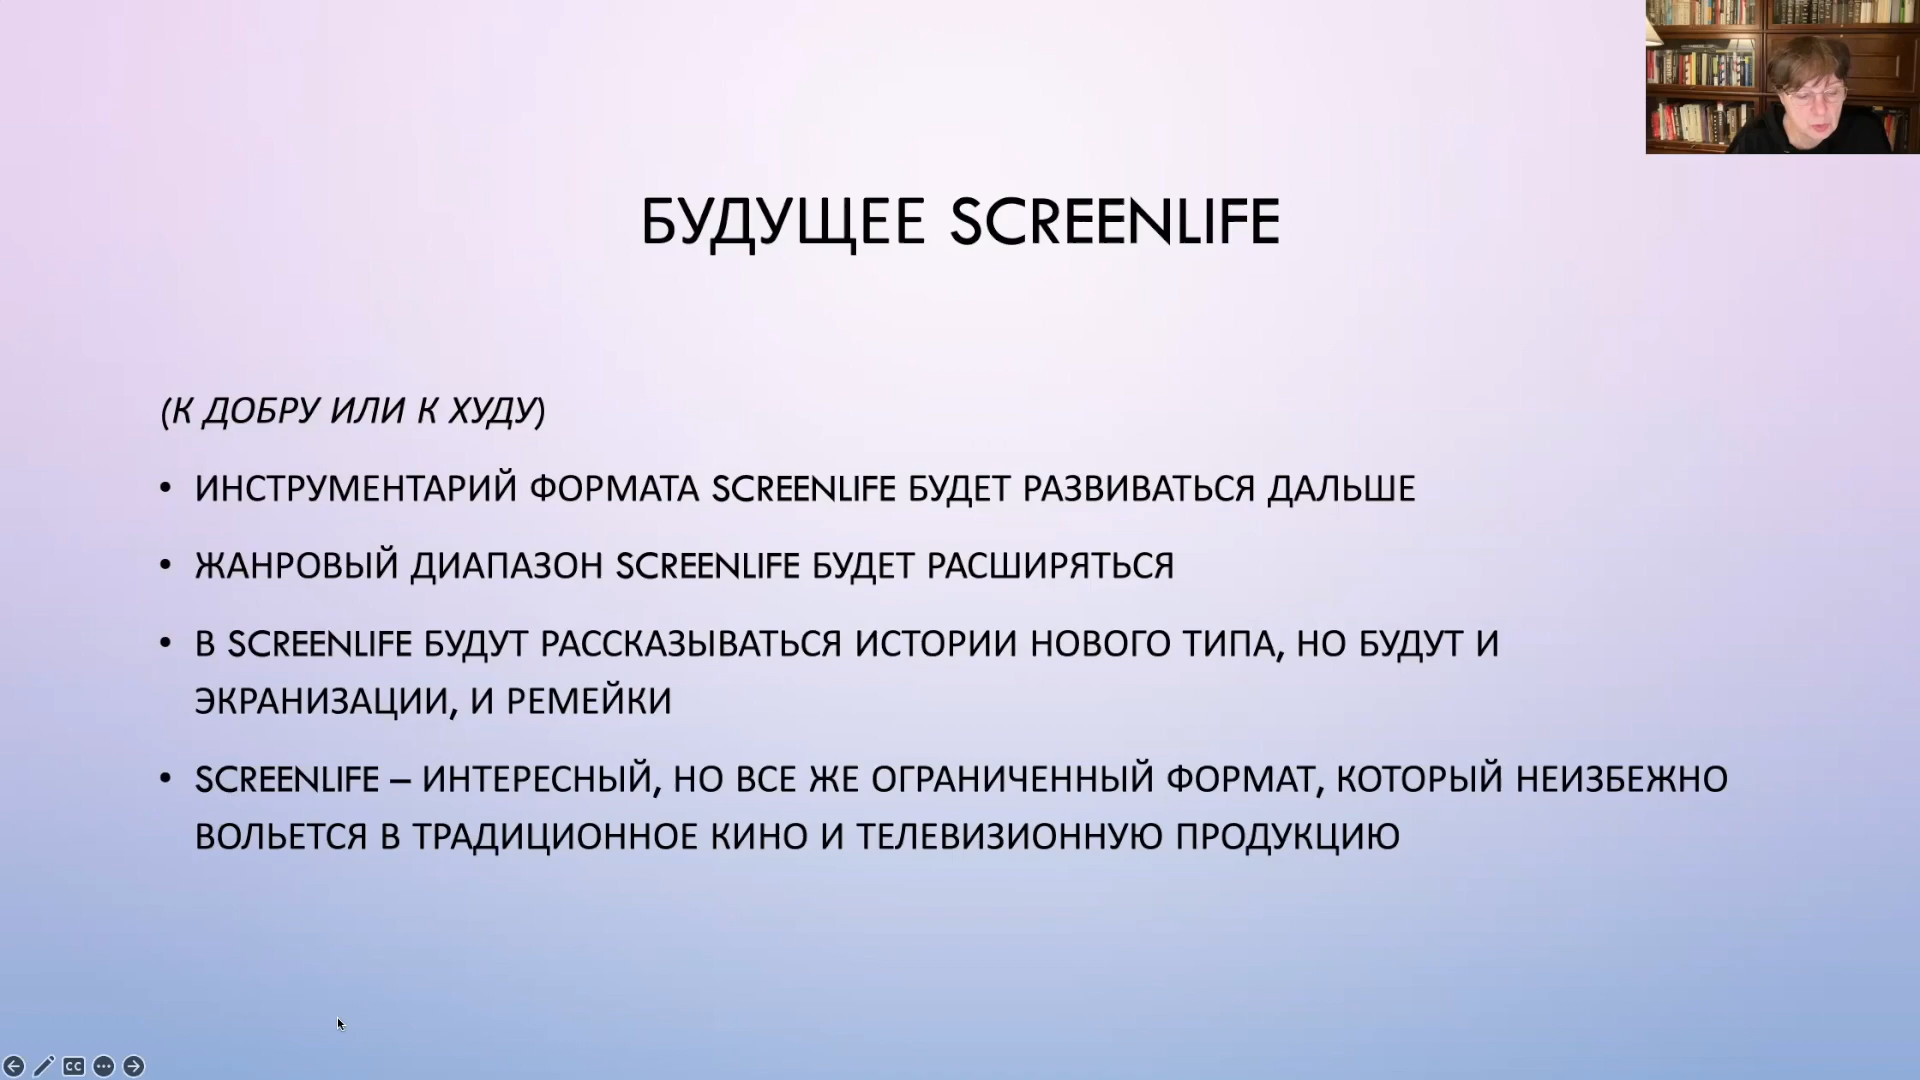 БУДУЩЕЕ SCREENLIFE
(К ДОБРУ ИЛИ К ХУДУ)
• ИНСТРУМЕНТАРИЙ ФОРМАТА SCREENLIFE БУДЕТ РАЗВИВАТЬСЯ ДАЛЬШЕ
• ЖАНРОВЫЙ ДИАПАЗОН SCREENLIFE БУДЕТ РАСШИРЯТЬСЯ
• В SCREENLIFE БУДУТ РАССКАЗЫВАТЬСЯ ИСТОРИИ НОВОГО ТИПА, НО БУДУТ И
ЭКРАНИЗАЦИИ, И РЕМЕЙКИ
• SCREENLIFE – ИНТЕРЕСНЫЙ, НО ВСЕ ЖЕ ОГРАНИЧЕННЫЙ ФОРМАТ, КОТОРЫЙ НЕИЗБЕЖНО
ВОЛЬЕТСЯ В ТРАДИЦИОННОЕ КИНО И ТЕЛЕВИЗИОННУЮ ПРОДУКЦИЮ
CC